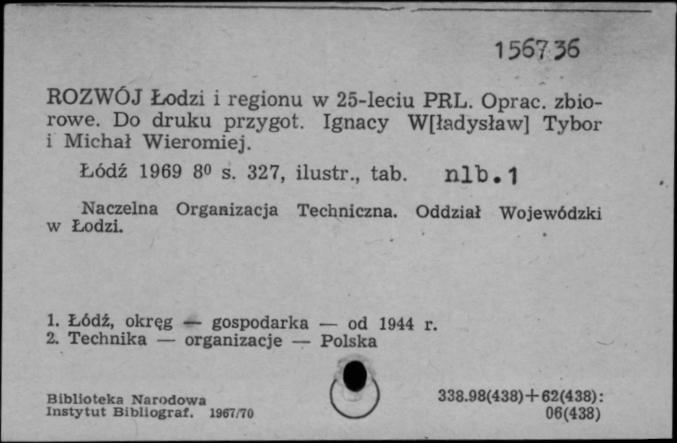 156736
ROZWÓJ Łodzi i regionu w 25-leciu PRL. Oprac. zbio-
rowe. Do druku przygot. Ignacy W[ładysław] Tybor
i Michał Wieromiej.
Łódź 1969 8⁰ s. 327, ilustr., tab. nlb.1
Naczelna Organizacja Techniczna. Oddział Wojewódzki
w Łodzi.
1. Łódź, okręg — gospodarka — od 1944 r.
2. Technika — organizacje — Polska
Biblioteka Narodowa
Instytut Bibliograf. 1967/70
338.98(438)+62(438):
06(438)